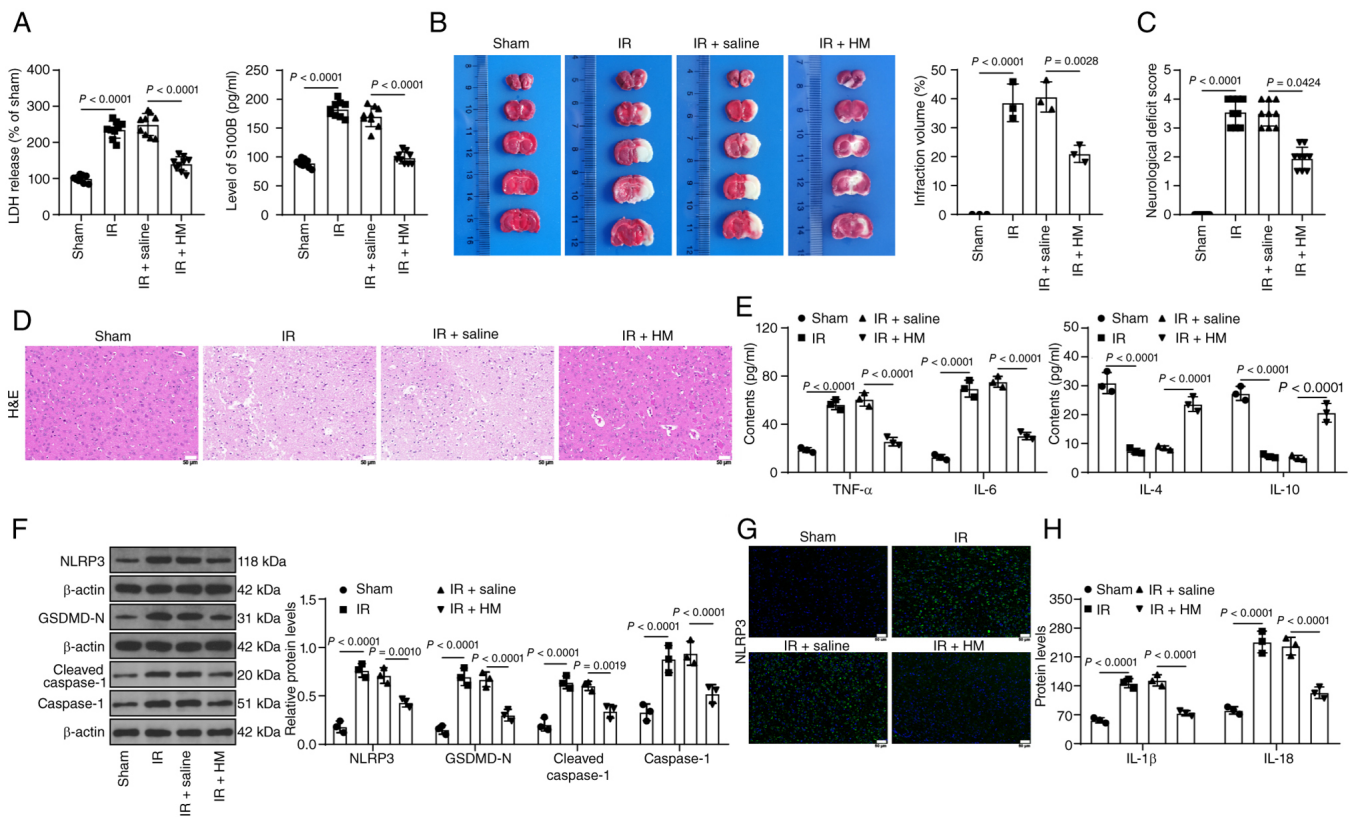 A
LDH release (% of sham)
400
300
200
100
0
P < 0.0001
P < 0.0001
Sham
IR
IR + saline
IR + HM
Level of S100B (pg/ml)
250
200
150
100
50
0
P < 0.0001
P < 0.0001
Sham
IR
IR + saline
IR + HM
B
Sham
IR
IR + saline
IR + HM
Infraction volume (%)
50
40
30
20
10
0
P < 0.0001
P = 0.0028
Sham
IR
IR + saline
IR + HM
C
Neurological deficit score
5
4
3
2
1
0
P < 0.0001
P = 0.0424
Sham
IR
IR + saline
IR + HM
D
Sham
IR
IR + saline
IR + HM
H&E
50 μm
50 μm
50 μm
50 μm
E
Sham
IR + saline
IR
IR + HM
Contents (pg/ml)
120
80
40
0
P < 0.0001
P < 0.0001
P < 0.0001
P < 0.0001
TNF-α
IL-6
Sham
IR + saline
IR
IR + HM
Contents (pg/ml)
50
40
30
20
10
0
P < 0.0001
P < 0.0001
P < 0.0001
P < 0.0001
IL-4
IL-10
F
NLRP3
118 kDa
β-actin
42 kDa
GSDMD-N
31 kDa
β-actin
42 kDa
Cleaved
caspase-1
20 kDa
Caspase-1
51 kDa
β-actin
42 kDa
Sham
IR
IR + saline
IR + HM
Sham
IR + saline
IR
IR + HM
Relative protein levels
1.5
1.0
0.5
0.0
P < 0.0001
P = 0.0010
P < 0.0001
P < 0.0001
P < 0.0001
P = 0.0019
P < 0.0001
P < 0.0001
NLRP3
GSDMD-N
Cleaved
caspase-1
Caspase-1
G
Sham
IR
IR + saline
IR + HM
NLRP3
50 μm
50 μm
50 μm
50 μm
H
Sham
IR + saline
IR
IR + HM
Protein levels
350
280
210
140
70
0
P < 0.0001
P < 0.0001
P < 0.0001
P < 0.0001
IL-1β
IL-18